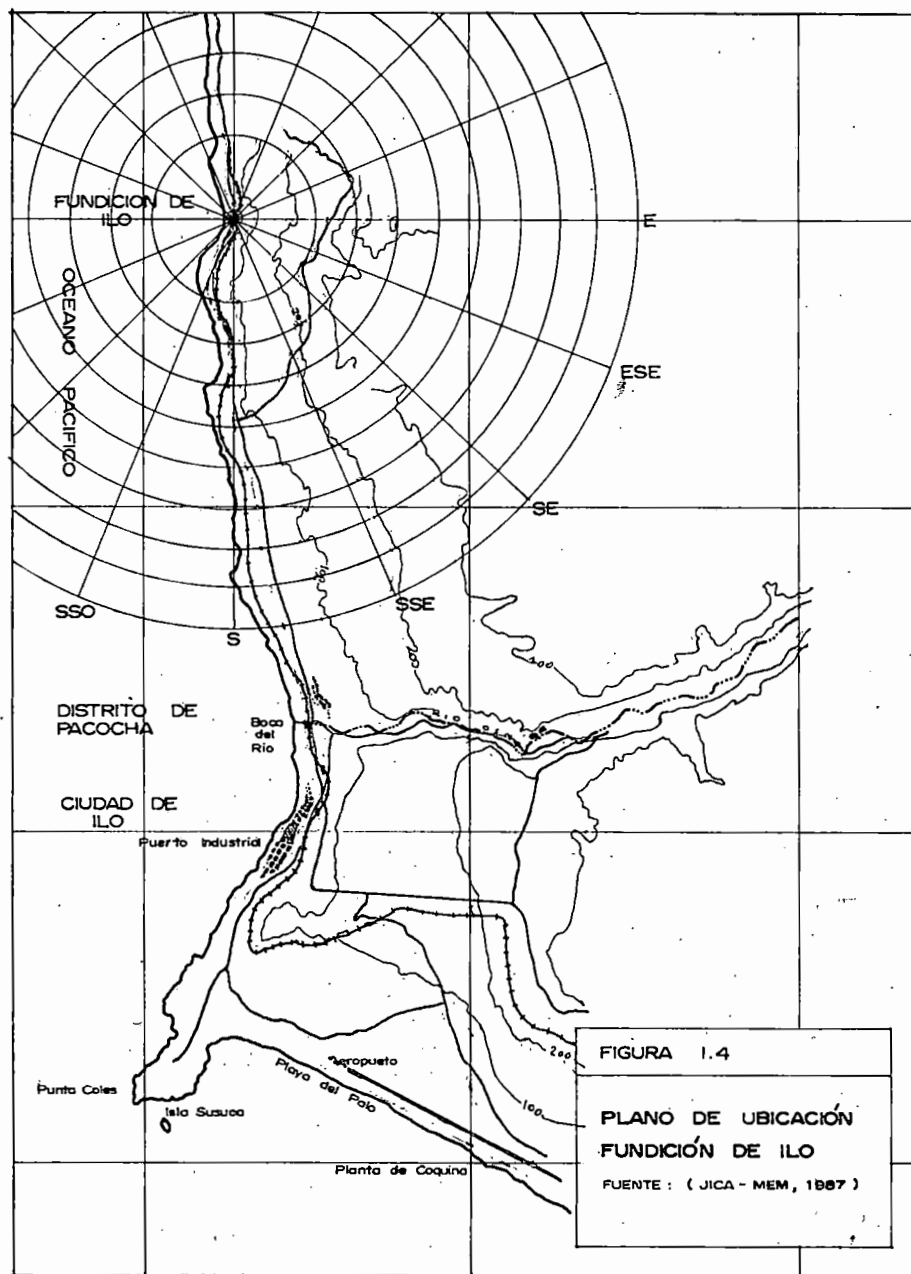 FUNDICION DE
ILO
E
OCEANO PACIFICO
ESE
SE
SSE
S
SSO
100
200
100
DISTRITO DE
PACOCHA
Boca
del
Rio
CIUDAD DE
ILO
Puerto Industrial
Punta Coles
Isla Susuca
Playa del Palo
Aeropueto
Planta de Coquina
200
100
FIGURA 1.4
PLANO DE UBICACIÓN
FUNDICIÓN DE ILO
FUENTE : ( JICA - MEM, 1987 )